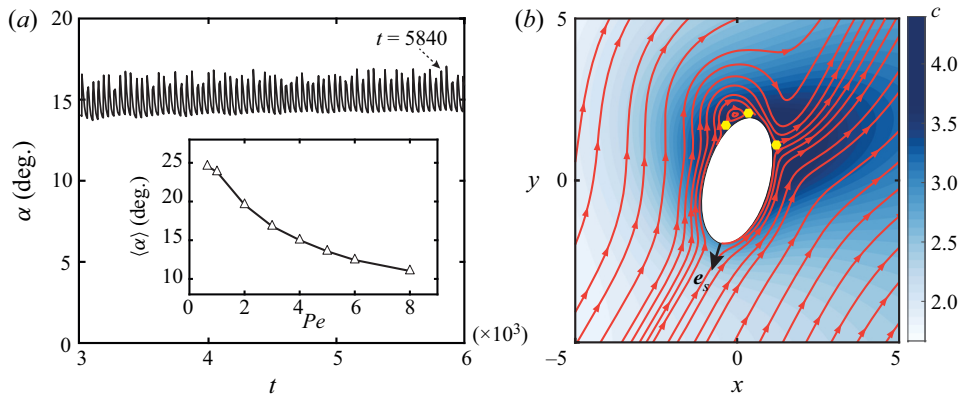 (a)
20
15
10
5
0
α (deg.)
t = 5840
25
20
15
10
⟨α⟩ (deg.)
0 2 4 6 8
Pe
3 4 5 6
(×10³)
t
(b)
5
0
–5
y
e_s
0 5
x
c
4.0
3.5
3.0
2.5
2.0